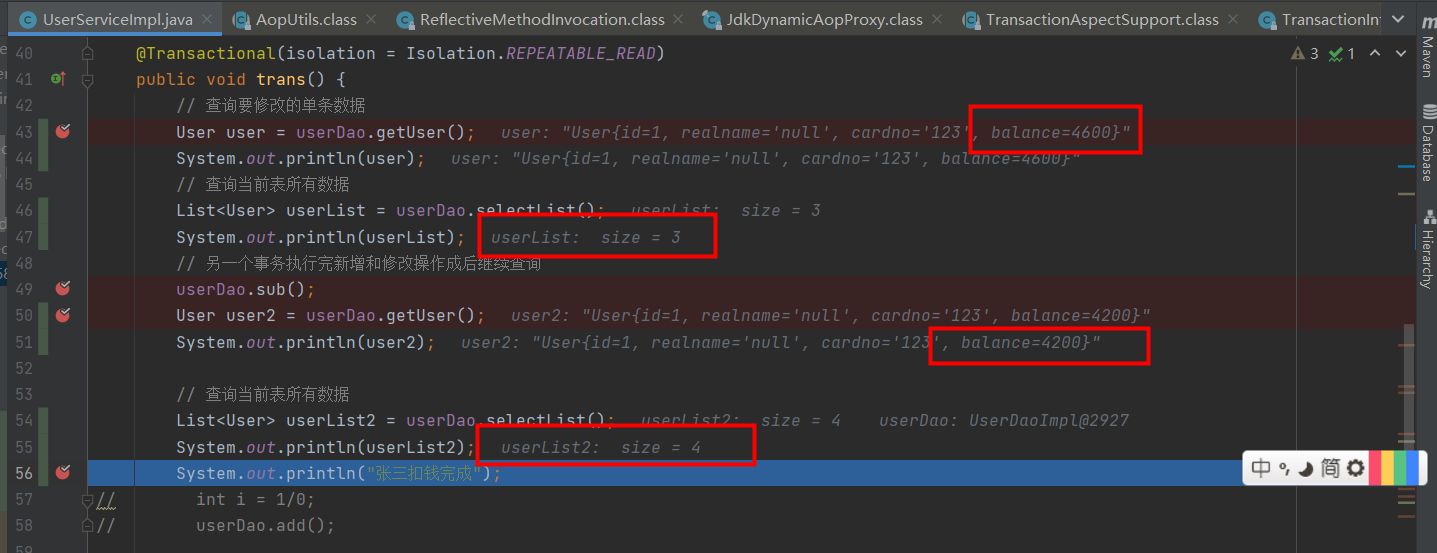 UserServiceImpl.java AopUtils.class ReflectiveMethodInvocation.class JdkDynamicAopProxy.class TransactionAspectSupport.class TransactionInt
40 @Transactional(isolation = Isolation.REPEATABLE_READ) 3 1
41 public void trans() {
42 // 查询要修改的单条数据
43 User user = userDao.getUser(); user: "User{id=1, realname='null', cardno='123', balance=4600}"
44 System.out.println(user); user: "User{id=1, realname='null', cardno='123', balance=4600}"
45 // 查询当前表所有数据
46 List<User> userList = userDao.selectList(); userList: size = 3
47 System.out.println(userList); userList: size = 3
48 // 另一个事务执行完新增和修改操作成后继续查询
49 userDao.sub();
50 User user2 = userDao.getUser(); user2: "User{id=1, realname='null', cardno='123', balance=4200}"
51 System.out.println(user2); user2: "User{id=1, realname='null', cardno='123', balance=4200}"
52
53 // 查询当前表所有数据
54 List<User> userList2 = userDao.selectList(); userList2: size = 4 userDao: UserDaoImpl@2927
55 System.out.println(userList2); userList2: size = 4
56 System.out.println("张三扣钱完成");
57 // int i = 1/0;
58 // userDao.add();
59
Maven
Database
Hierarchy
中 简